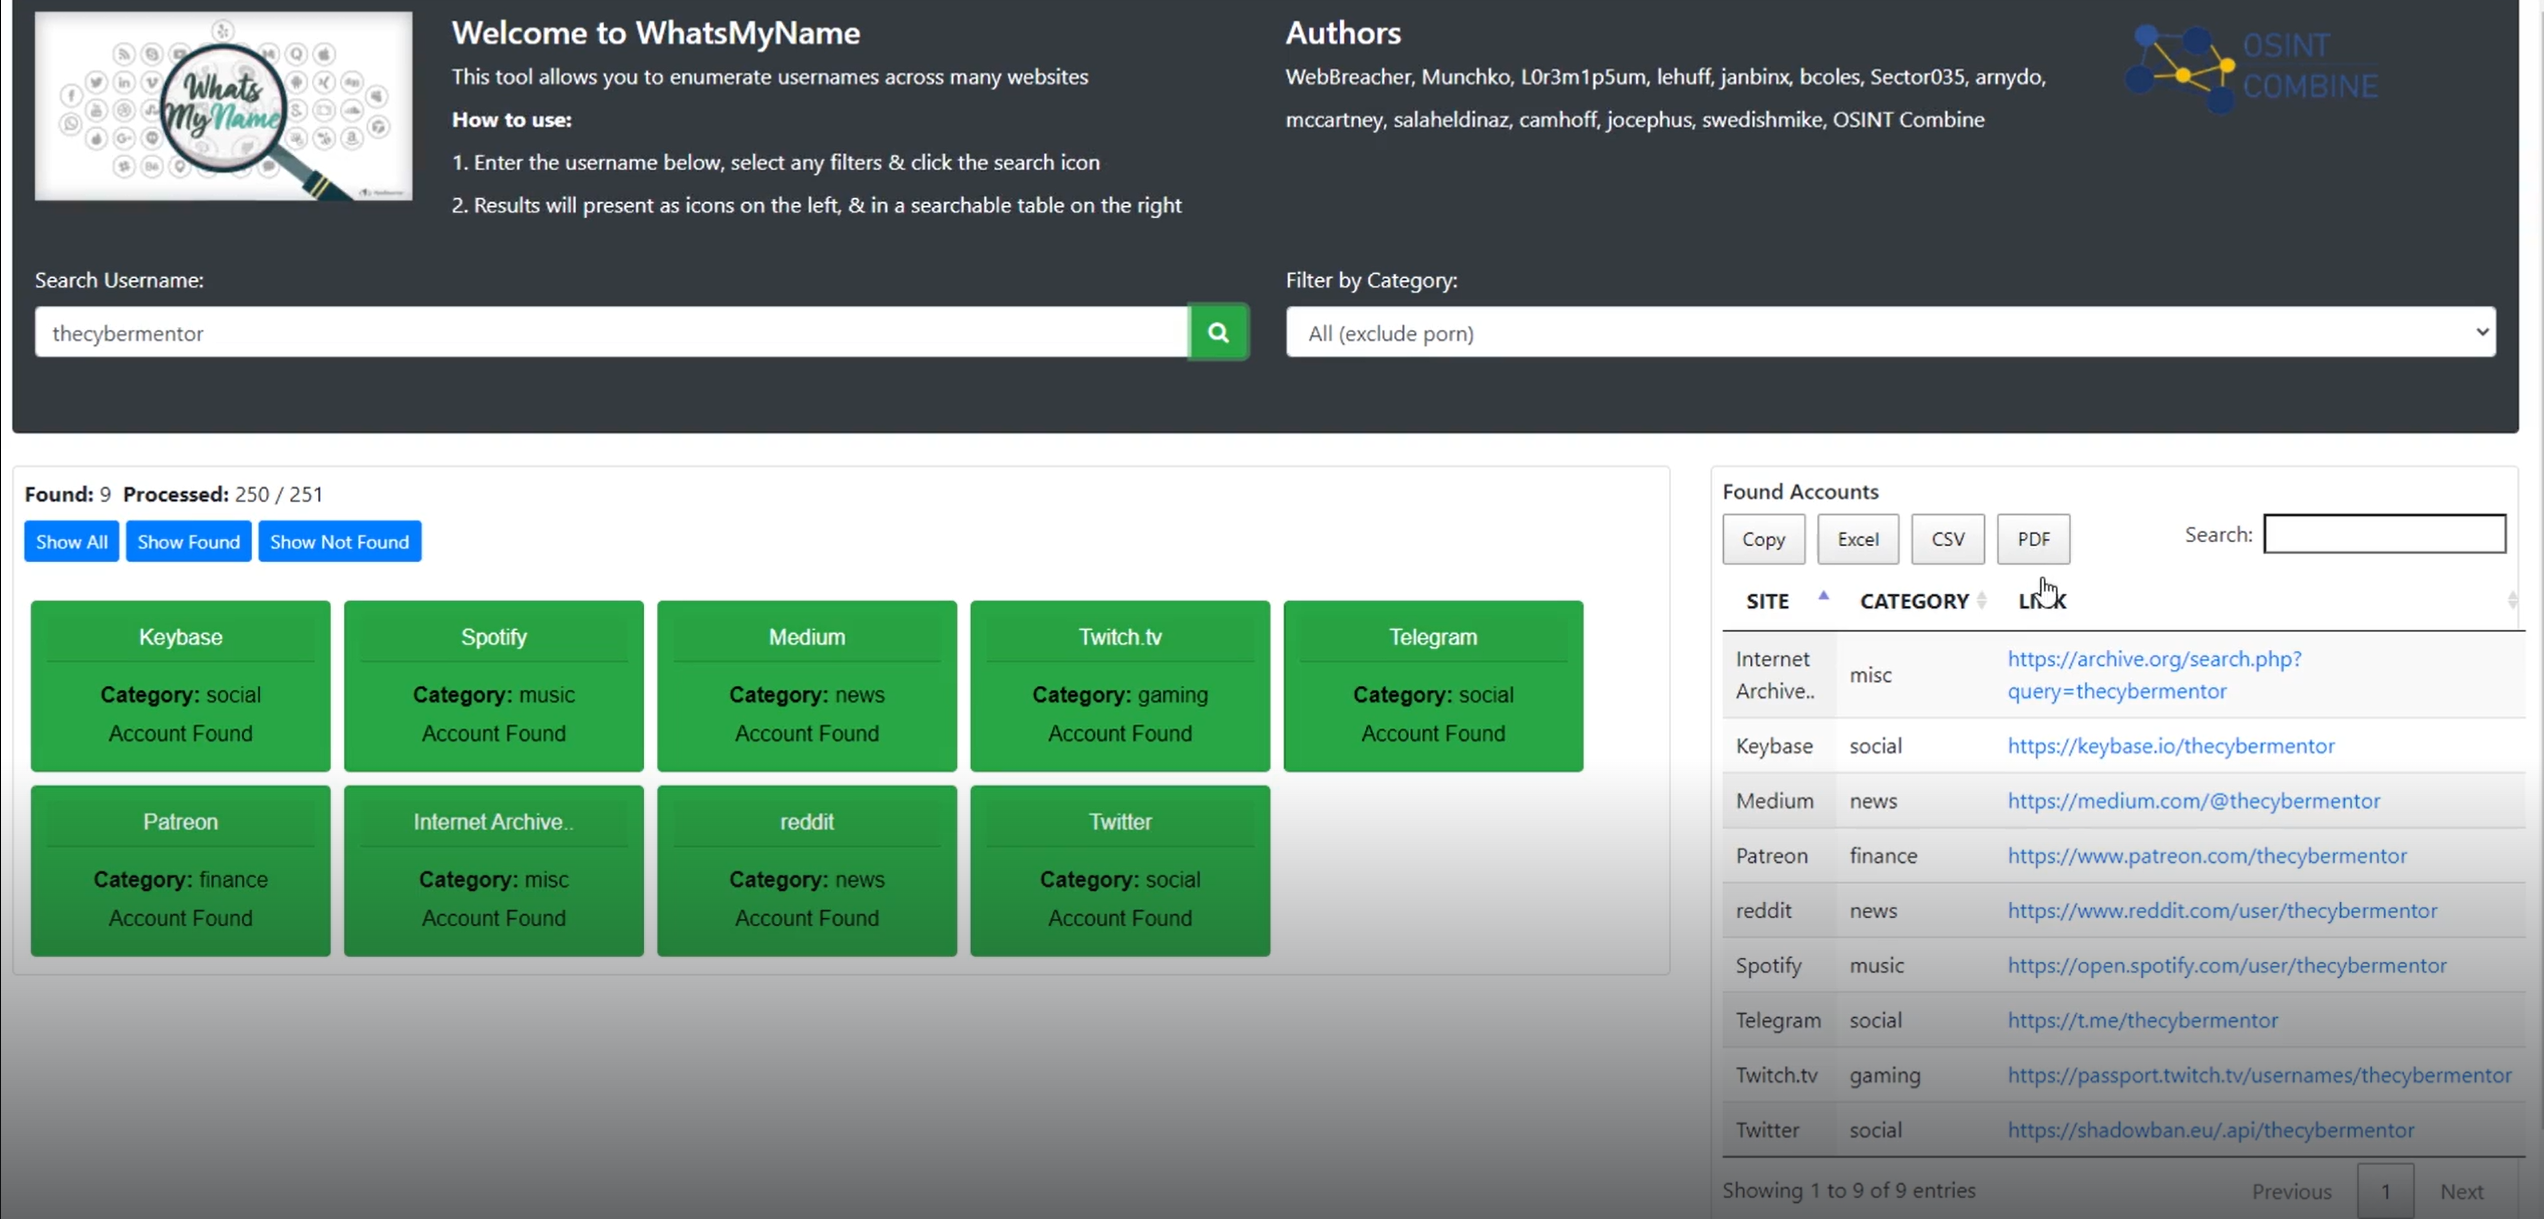 Whats
MyName
Welcome to WhatsMyName
This tool allows you to enumerate usernames across many websites
How to use:
1. Enter the username below, select any filters & click the search icon
2. Results will present as icons on the left, & in a searchable table on the right
Authors
WebBreacher, Munchko, L0r3m1p5um, lehuff, janbinx, bcoles, Sector035, arnydo,
mccartney, salaheldinaz, camhoff, jocephus, swedishmike, OSINT Combine
OSINT
COMBINE
Search Username:
thecybermentor
Filter by Category:
All (exclude porn)
Found: 9 Processed: 250 / 251
Show All Show Found Show Not Found
Keybase
Category: social
Account Found
Spotify
Category: music
Account Found
Medium
Category: news
Account Found
Twitch.tv
Category: gaming
Account Found
Telegram
Category: social
Account Found
Patreon
Category: finance
Account Found
Internet Archive..
Category: misc
Account Found
reddit
Category: news
Account Found
Twitter
Category: social
Account Found
Found Accounts
Copy Excel CSV PDF Search:
SITE CATEGORY LINK
Internet Archive.. misc https://archive.org/search.php?
query=thecybermentor
Keybase social https://keybase.io/thecybermentor
Medium news https://medium.com/@thecybermentor
Patreon finance https://www.patreon.com/thecybermentor
reddit news https://www.reddit.com/user/thecybermentor
Spotify music https://open.spotify.com/user/thecybermentor
Telegram social https://t.me/thecybermentor
Twitch.tv gaming https://passport.twitch.tv/usernames/thecybermentor
Twitter social https://shadowban.eu/.api/thecybermentor
Showing 1 to 9 of 9 entries
Previous 1 Next